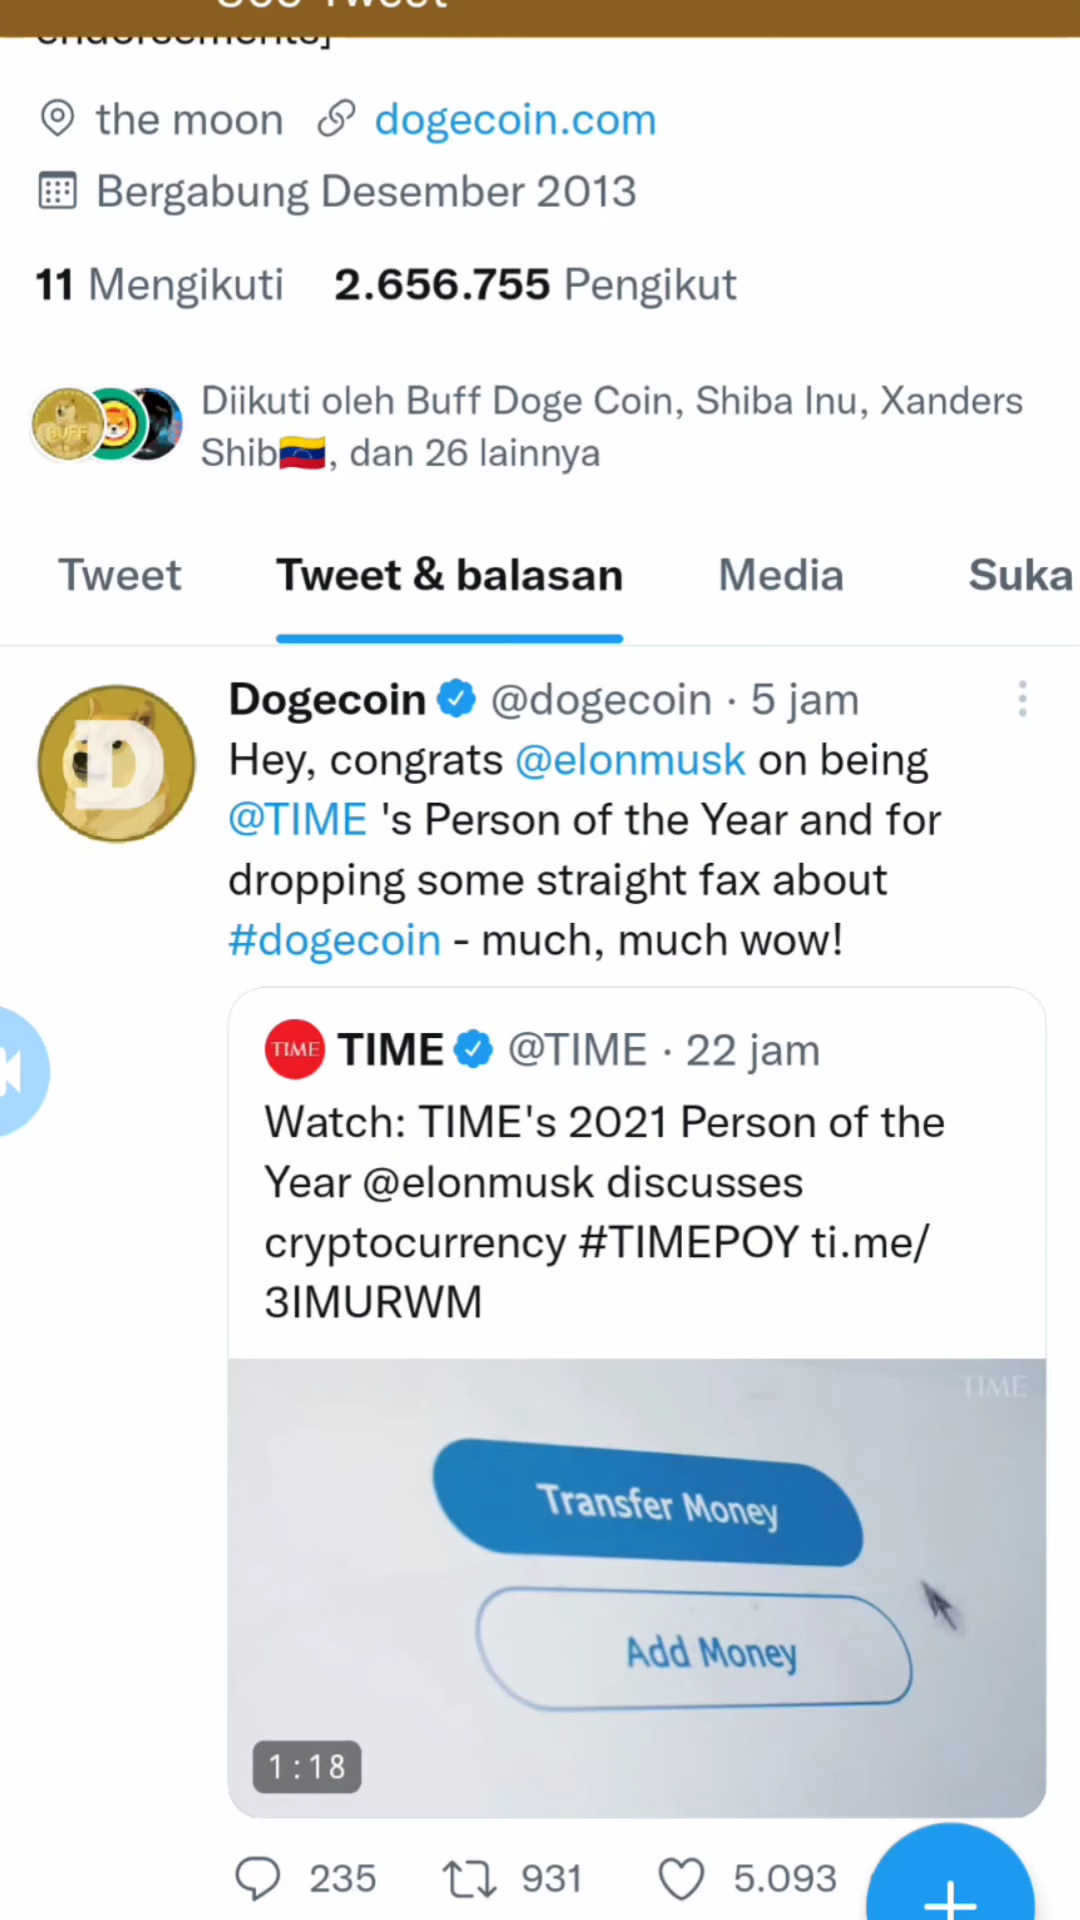 the moon dogecoin.com
Bergabung Desember 2013
11 Mengikuti 2.656.755 Pengikut
BUFF
Diikuti oleh Buff Doge Coin, Shiba Inu, Xanders
Shib🇻🇪, dan 26 lainnya
Tweet Tweet & balasan Media Suka
Dogecoin @dogecoin · 5 jam
D
Hey, congrats @elonmusk on being
@TIME 's Person of the Year and for
dropping some straight fax about
#dogecoin - much, much wow!
TIME TIME @TIME · 22 jam
Watch: TIME's 2021 Person of the
Year @elonmusk discusses
cryptocurrency #TIMEPOY ti.me/
3IMURWM
TIME
Transfer Money
Add Money
1:18
235 931 5.093